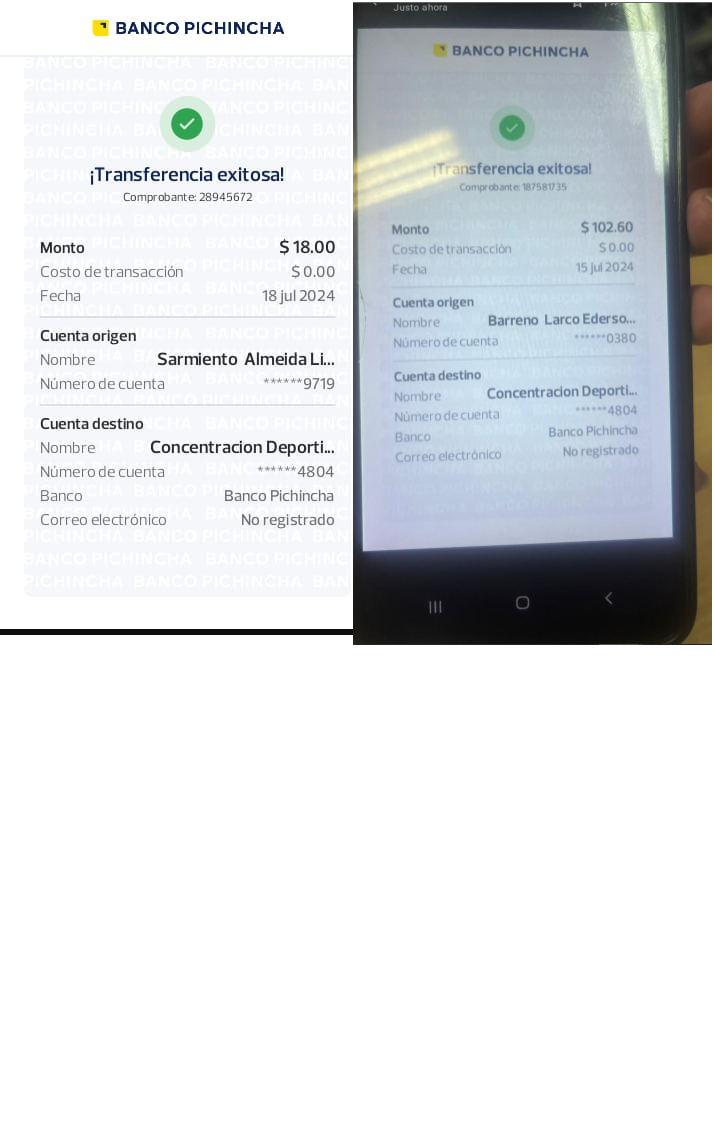 BANCO PICHINCHA
¡Transferencia exitosa!
Comprobante: 28945672
Monto $ 18.00
Costo de transacción $ 0.00
Fecha 18 jul 2024
Cuenta origen
Nombre Sarmiento Almeida Li...
Número de cuenta ******9719
Cuenta destino
Nombre Concentracion Deporti...
Número de cuenta ******4804
Banco Banco Pichincha
Correo electrónico No registrado
Justo ahora
BANCO PICHINCHA
¡Transferencia exitosa!
Comprobante: 187581735
Monto $ 102.60
Costo de transacción $ 0.00
Fecha 15 jul 2024
Cuenta origen
Nombre Barreno Larco Ederso...
Número de cuenta ******0380
Cuenta destino
Nombre Concentracion Deporti...
Número de cuenta ******4804
Banco Banco Pichincha
Correo electrónico No registrado